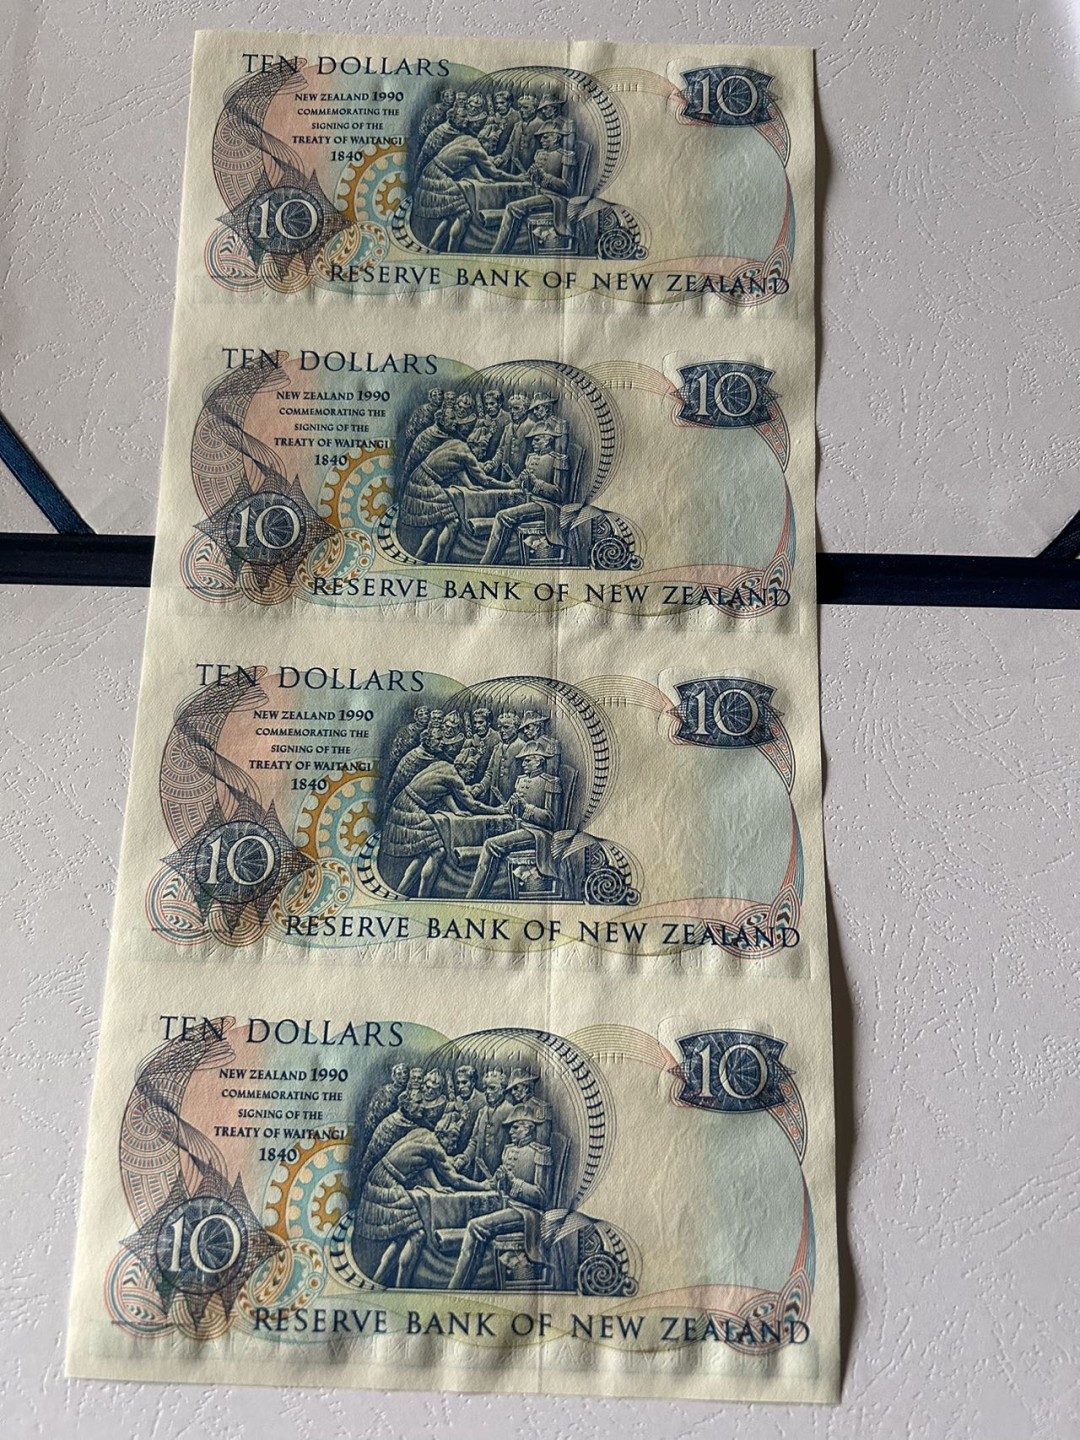 TEN DOLLARS
NEW ZEALAND 1990
COMMEMORATING THE
SIGNING OF THE
TREATY OF WAITANGI
1840
10
10
RESERVE BANK OF NEW ZEALAND
TEN DOLLARS
NEW ZEALAND 1990
COMMEMORATING THE
SIGNING OF THE
TREATY OF WAITANGI
1840
10
10
RESERVE BANK OF NEW ZEALAND
TEN DOLLARS
NEW ZEALAND 1990
COMMEMORATING THE
SIGNING OF THE
TREATY OF WAITANGI
1840
10
10
RESERVE BANK OF NEW ZEALAND
TEN DOLLARS
NEW ZEALAND 1990
COMMEMORATING THE
SIGNING OF THE
TREATY OF WAITANGI
1840
10
10
RESERVE BANK OF NEW ZEALAND